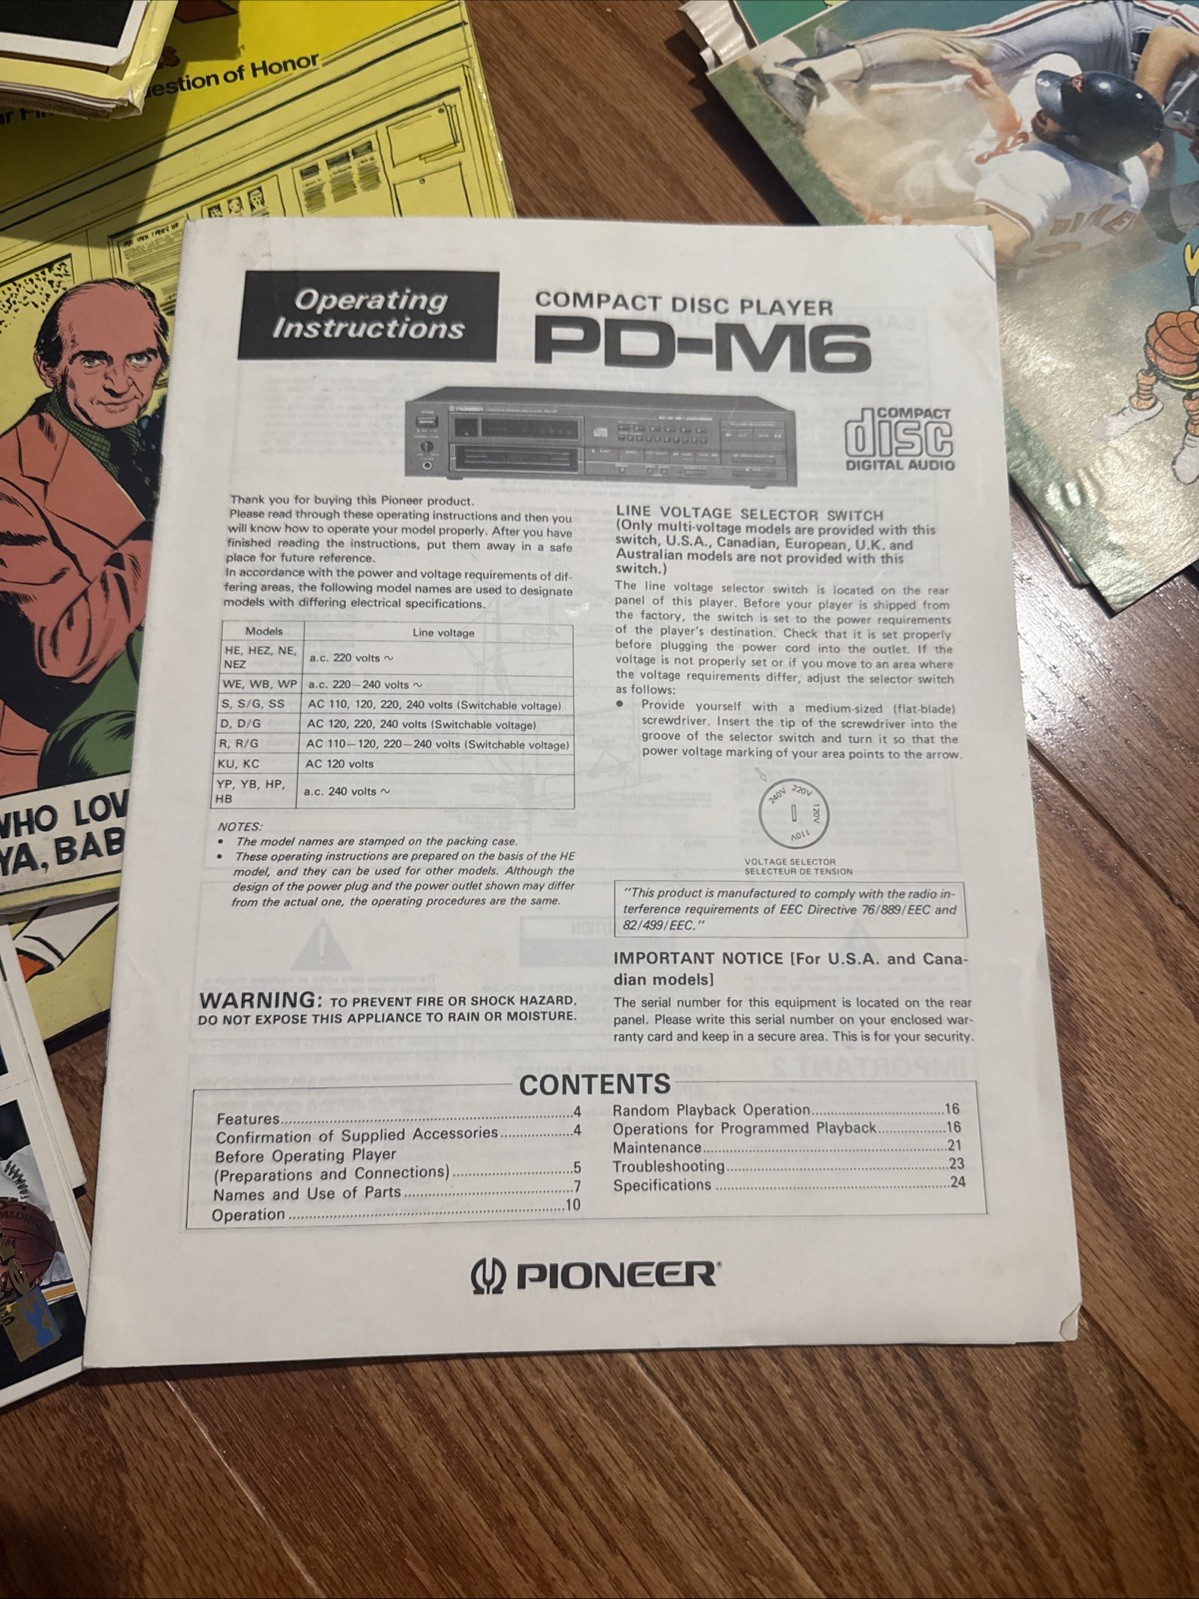 estion of Honor
Operating
Instructions
COMPACT DISC PLAYER
PD-M6
PIONEER
COMPACT
disc
DIGITAL AUDIO
Thank you for buying this Pioneer product.
Please read through these operating instructions and then you
will know how to operate your model properly. After you have
finished reading the instructions, put them away in a safe
place for future reference.
In accordance with the power and voltage requirements of dif-
fering areas, the following model names are used to designate
models with differing electrical specifications.
Models Line voltage
HE, HEZ, NE,
NEZ a.c. 220 volts ~
WE, WB, WP a.c. 220–240 volts ~
S, S/G, SS AC 110, 120, 220, 240 volts (Switchable voltage)
D, D/G AC 120, 220, 240 volts (Switchable voltage)
R, R/G AC 110–120, 220–240 volts (Switchable voltage)
KU, KC AC 120 volts
YP, YB, HP,
HB a.c. 240 volts ~
NOTES:
• The model names are stamped on the packing case.
• These operating instructions are prepared on the basis of the HE
model, and they can be used for other models. Although the
design of the power plug and the power outlet shown may differ
from the actual one, the operating procedures are the same.
WARNING: TO PREVENT FIRE OR SHOCK HAZARD,
DO NOT EXPOSE THIS APPLIANCE TO RAIN OR MOISTURE.
LINE VOLTAGE SELECTOR SWITCH
(Only multi-voltage models are provided with this
switch, U.S.A., Canadian, European, U.K. and
Australian models are not provided with this
switch.)
The line voltage selector switch is located on the rear
panel of this player. Before your player is shipped from
the factory, the switch is set to the power requirements
of the player's destination. Check that it is set properly
before plugging the power cord into the outlet. If the
voltage is not properly set or if you move to an area where
the voltage requirements differ, adjust the selector switch
as follows:
• Provide yourself with a medium-sized (flat-blade)
screwdriver. Insert the tip of the screwdriver into the
groove of the selector switch and turn it so that the
power voltage marking of your area points to the arrow.
240V 220V 120V 110V
VOLTAGE SELECTOR
SELECTEUR DE TENSION
"This product is manufactured to comply with the radio in-
terference requirements of EEC Directive 76/889/EEC and
82/499/EEC."
IMPORTANT NOTICE [For U.S.A. and Cana-
dian models]
The serial number for this equipment is located on the rear
panel. Please write this serial number on your enclosed war-
ranty card and keep in a secure area. This is for your security.
CONTENTS
Features 4
Confirmation of Supplied Accessories 4
Before Operating Player
(Preparations and Connections) 5
Names and Use of Parts 7
Operation 10
Random Playback Operation 16
Operations for Programmed Playback 16
Maintenance 21
Troubleshooting 23
Specifications 24
PIONEER
WHO LOV
YA, BAB